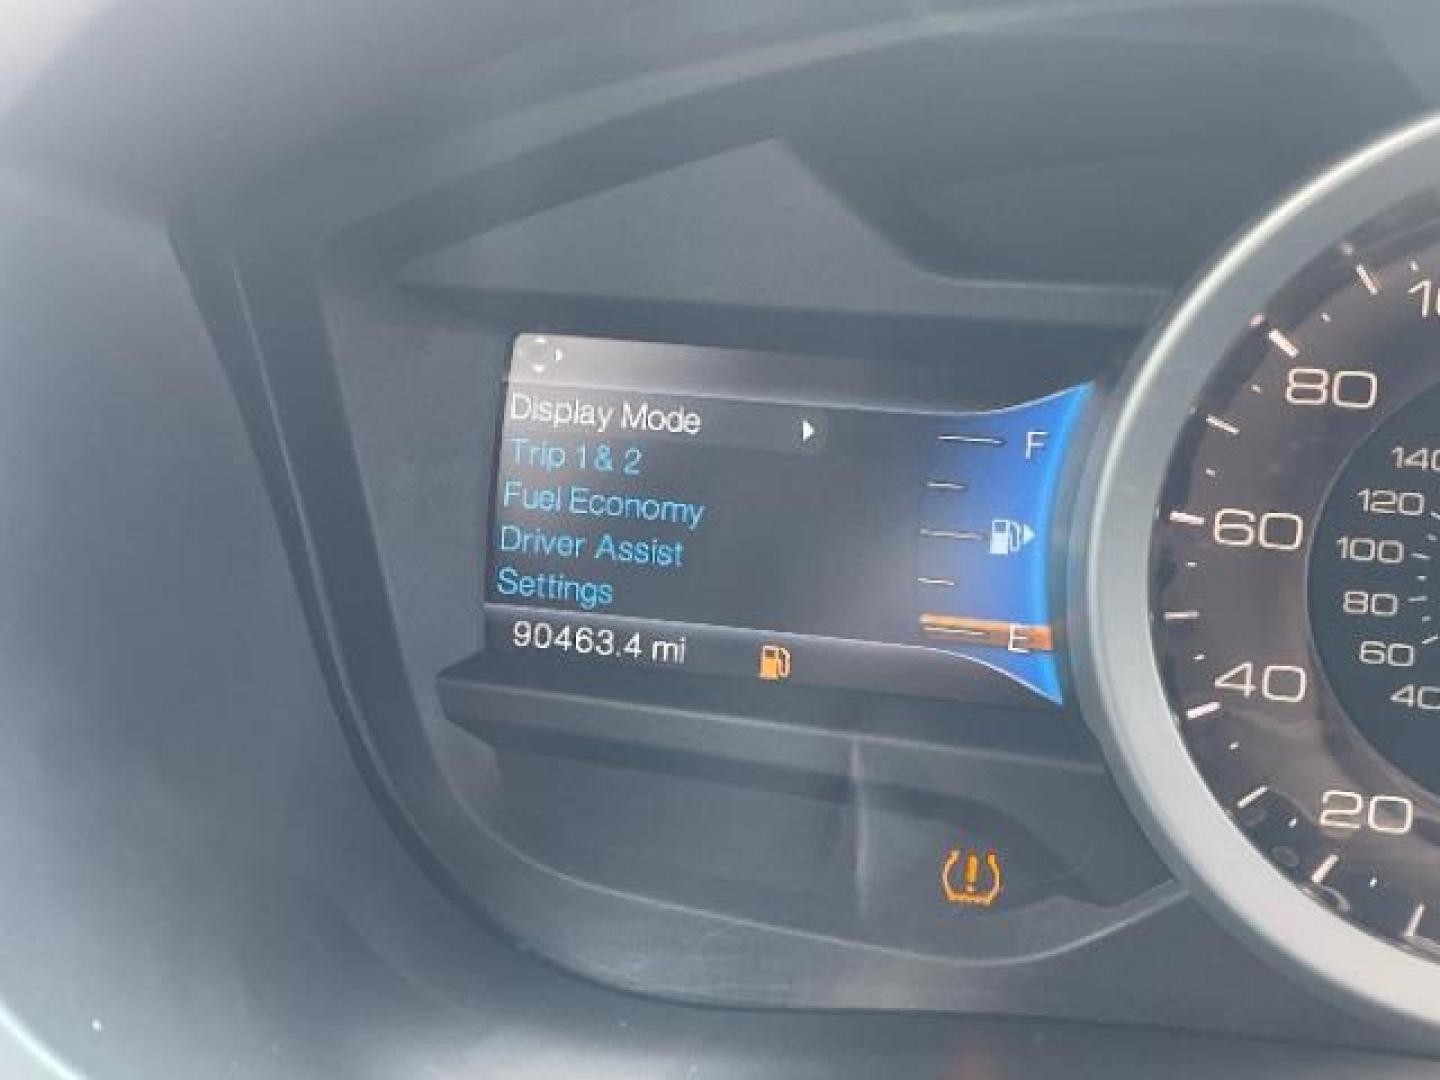 Display Mode
Trip 1 & 2
Fuel Economy
Driver Assist
Settings
90463.4 mi
F
E
80
60
40
20
120
100
80
60